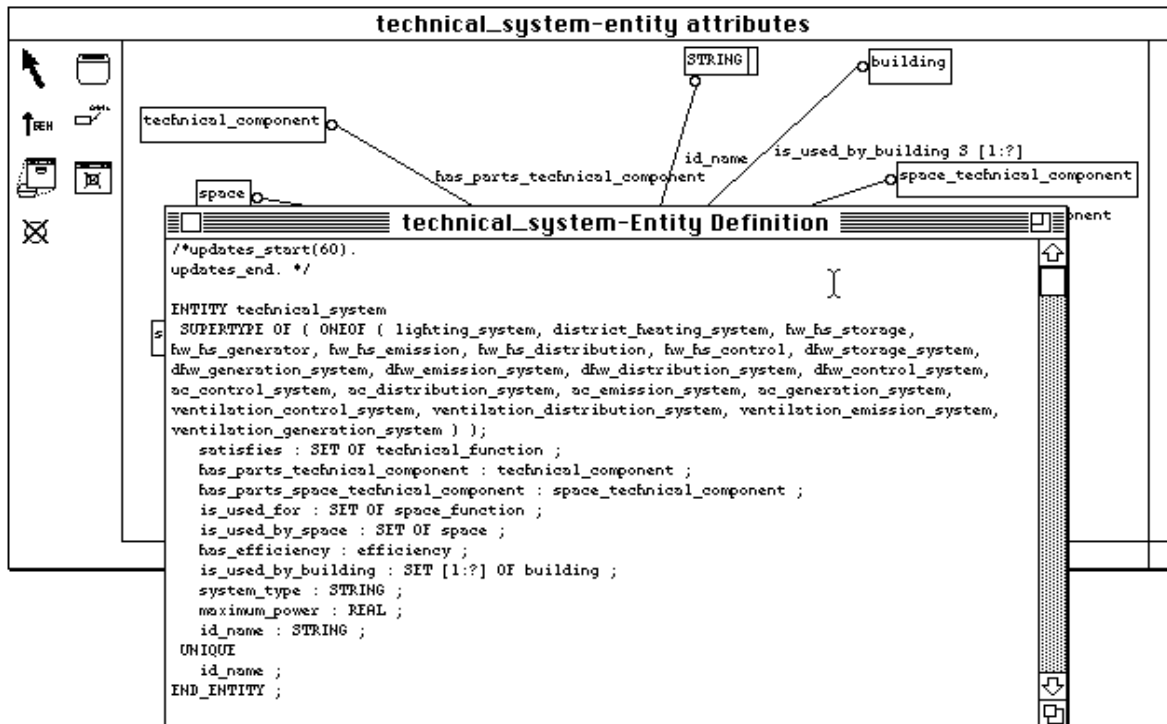 technical_system-entity attributes
STRING
building
technical_component
GEN
id_name
is_used_by_building S [1:?]
has_parts_technical_component
space_technical_component
space
ponent
technical_system-Entity Definition
/*updates_start(60).
updates_end. */
s
ENTITY technical_system
SUPERTYPE OF ( ONEOF ( lighting_system, district_heating_system, hw_hs_storage,
hw_hs_generator, hw_hs_emission, hw_hs_distribution, hw_hs_control, dhw_storage_system,
dhw_generation_system, dhw_emission_system, dhw_distribution_system, dhw_control_system,
ac_control_system, ac_distribution_system, ac_emission_system, ac_generation_system,
ventilation_control_system, ventilation_distribution_system, ventilation_emission_system,
ventilation_generation_system ) );
satisfies : SET OF technical_function ;
has_parts_technical_component : technical_component ;
has_parts_space_technical_component : space_technical_component ;
is_used_for : SET OF space_function ;
is_used_by_space : SET OF space ;
has_efficiency : efficiency ;
is_used_by_building : SET [1:?] OF building ;
system_type : STRING ;
maximum_power : REAL ;
id_name : STRING ;
UNIQUE
id_name ;
END_ENTITY ;